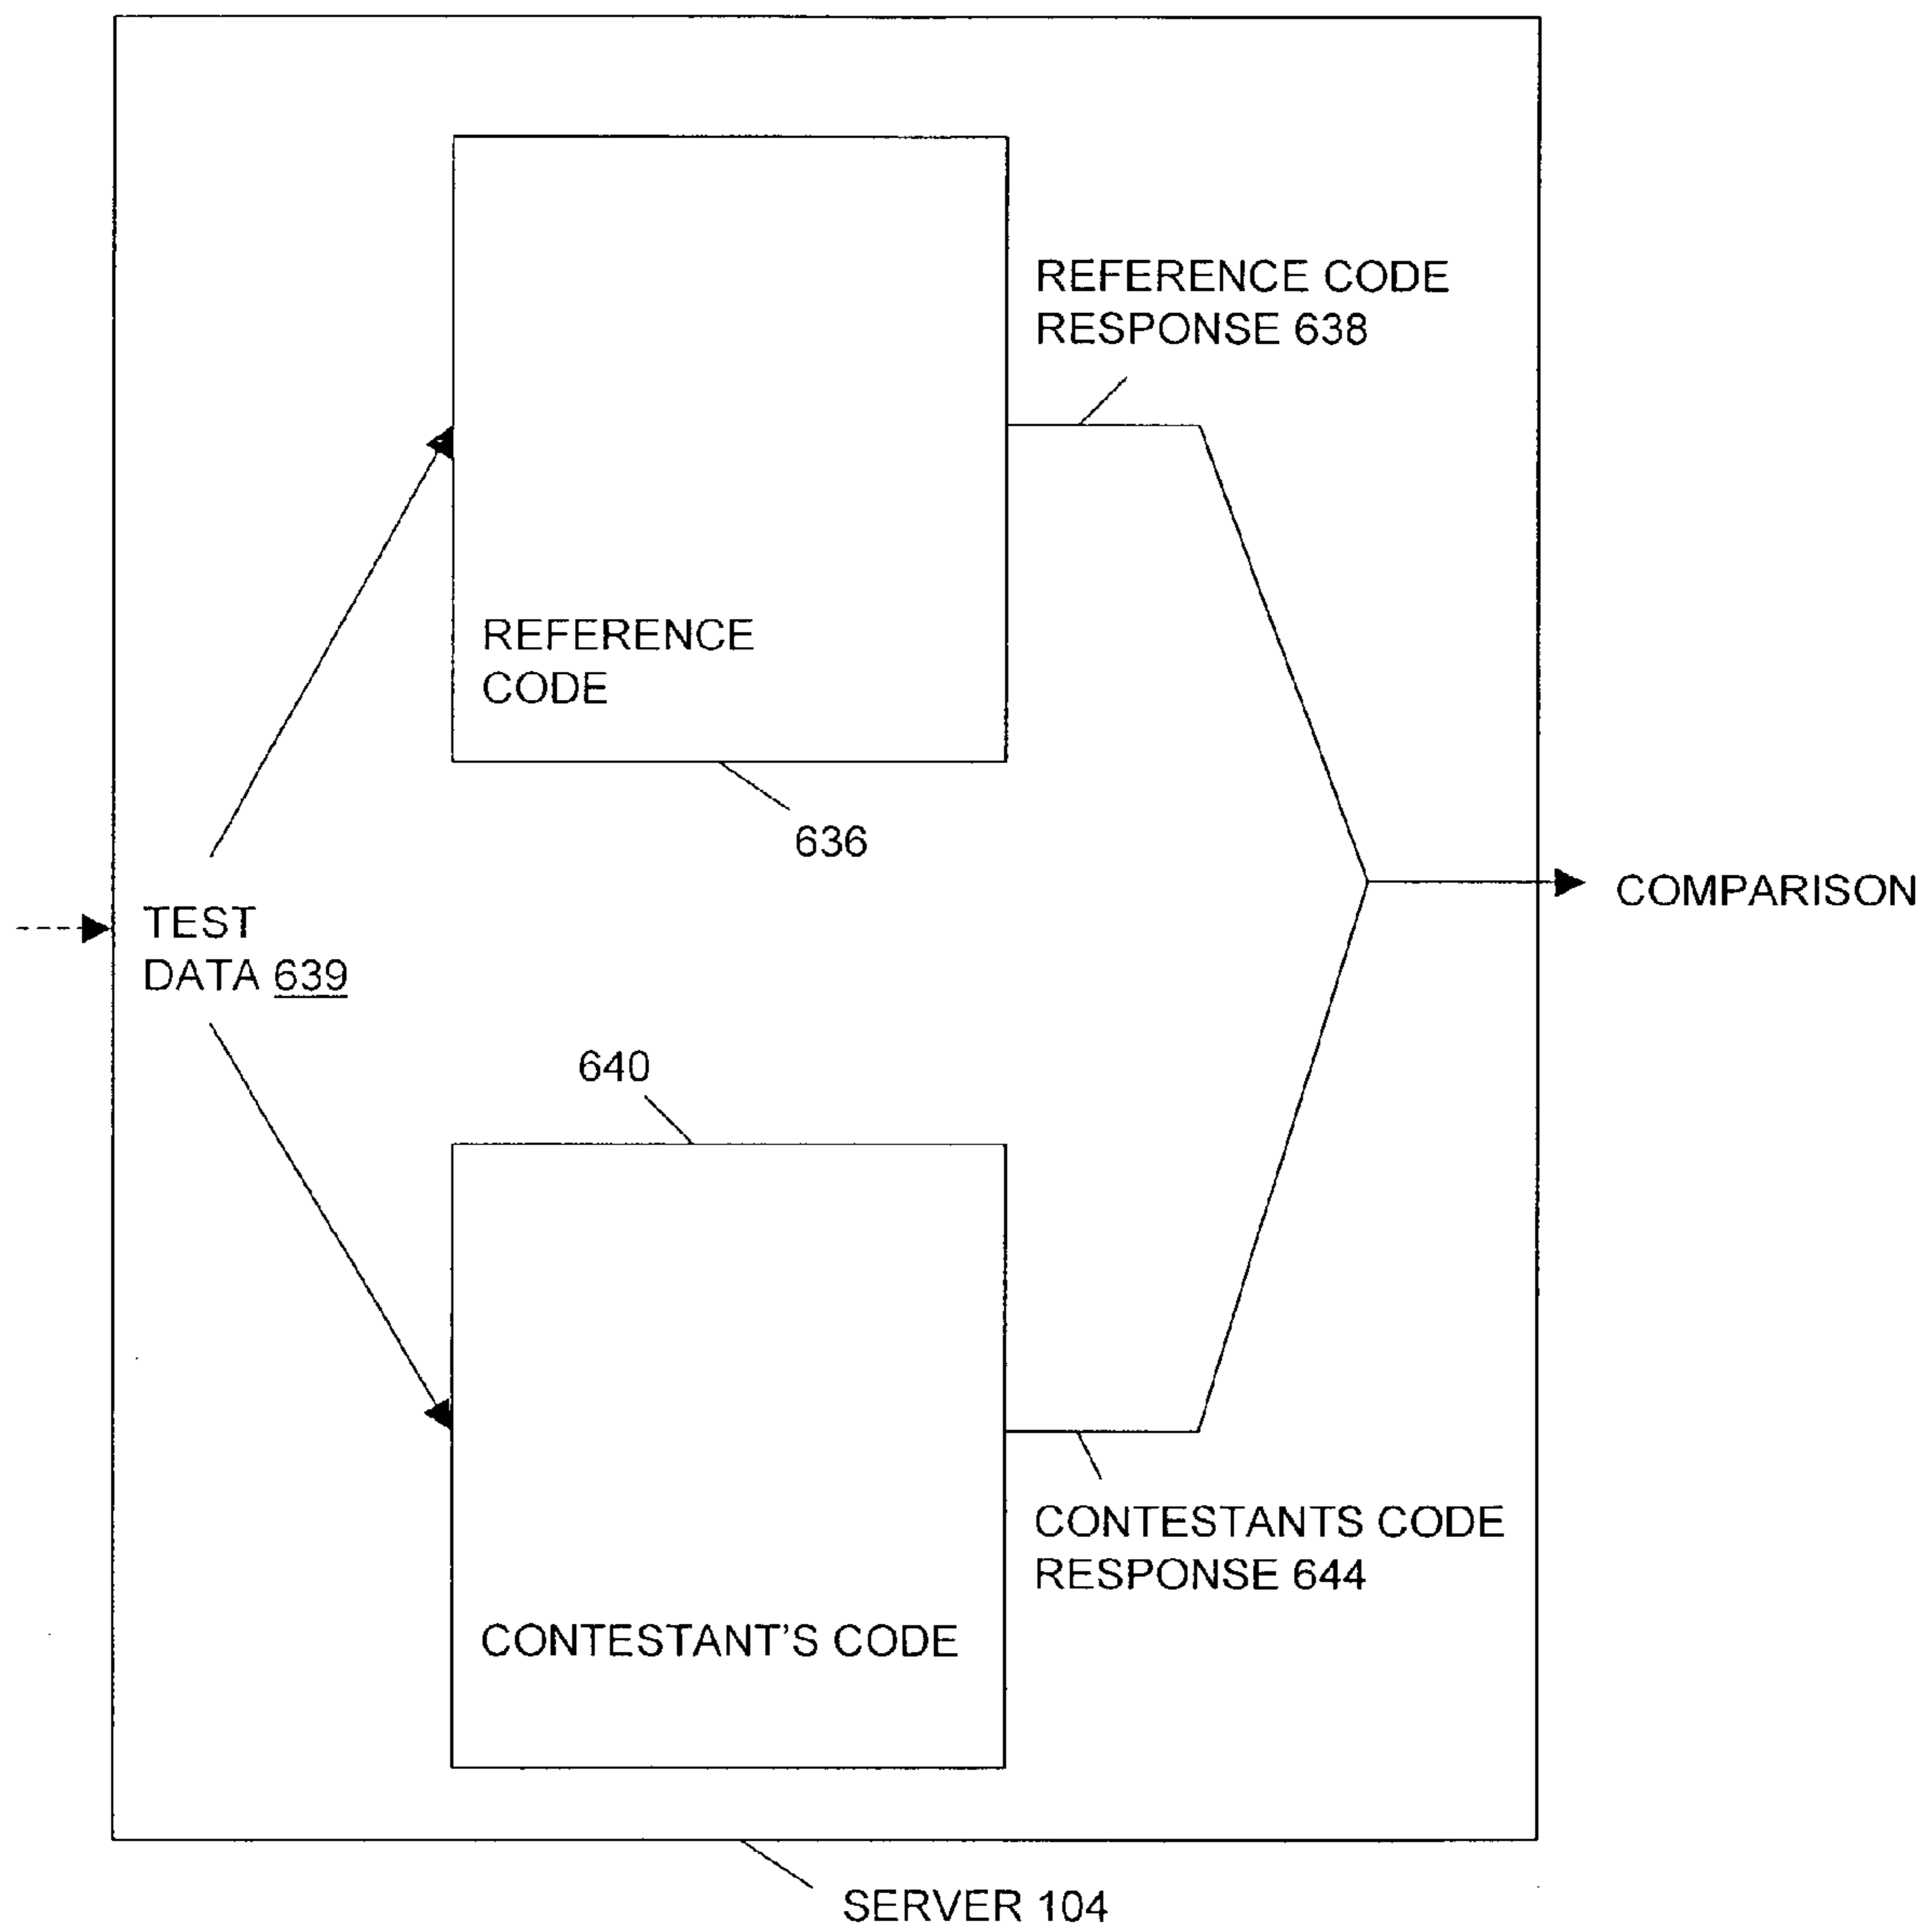 REFERENCE CODE
RESPONSE 638
REFERENCE
CODE
636
COMPARISON
TEST
DATA 639
640
CONTESTANTS CODE
RESPONSE 644
CONTESTANT'S CODE
SERVER 104